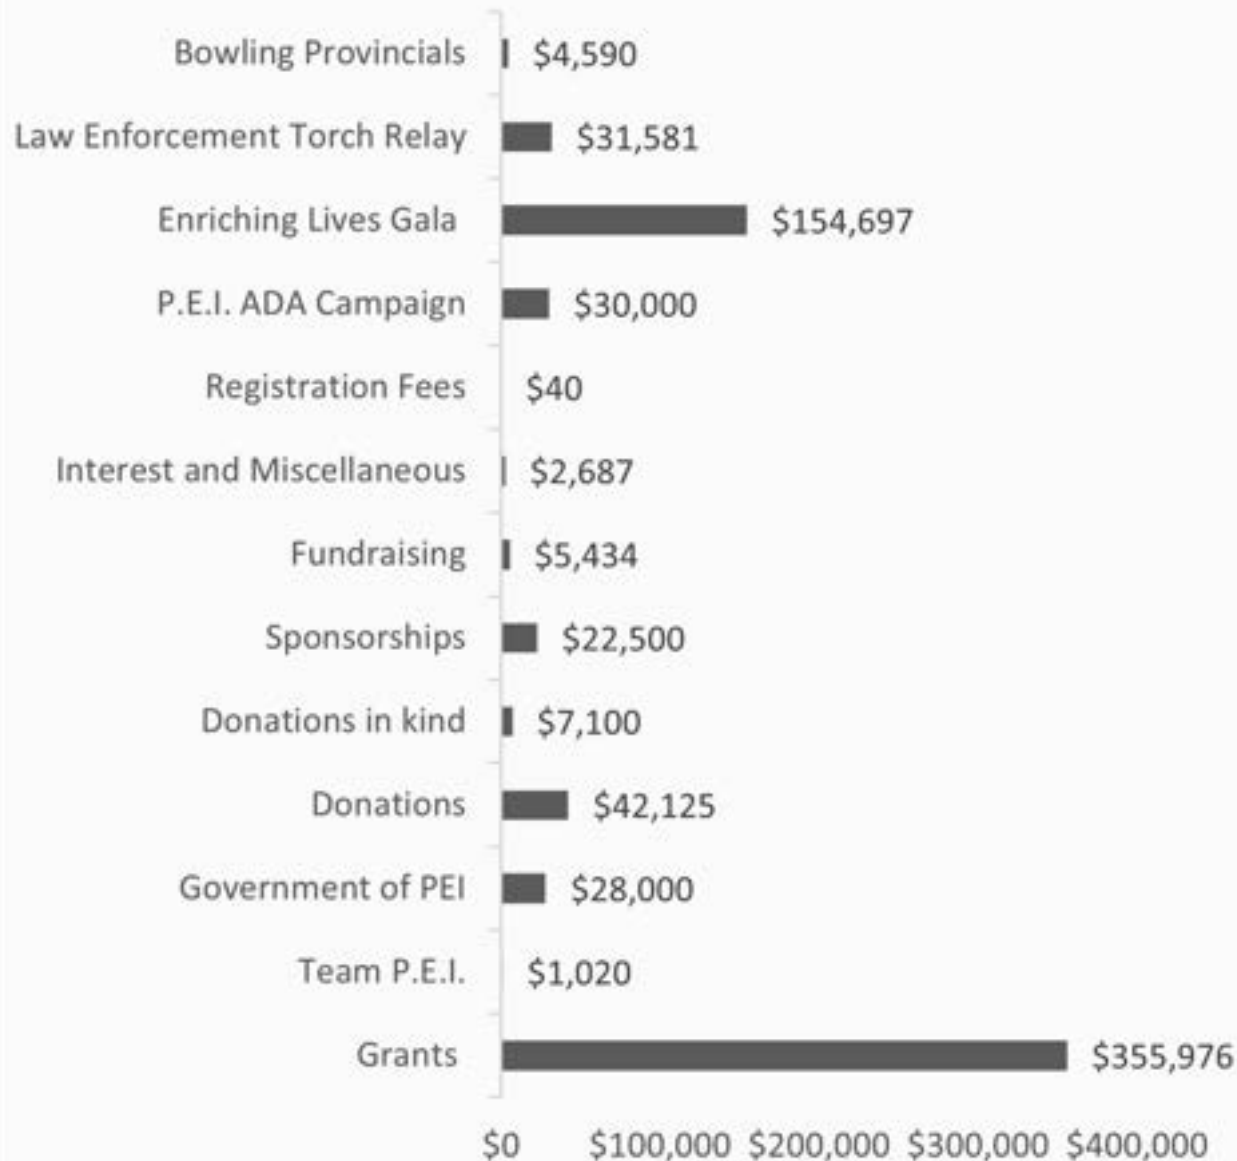 Bowling Provincials $4,590
Law Enforcement Torch Relay $31,581
Enriching Lives Gala $154,697
P.E.I. ADA Campaign $30,000
Registration Fees $40
Interest and Miscellaneous $2,687
Fundraising $5,434
Sponsorships $22,500
Donations in kind $7,100
Donations $42,125
Government of PEI $28,000
Team P.E.I. $1,020
Grants $355,976
$0 $100,000 $200,000 $300,000 $400,000